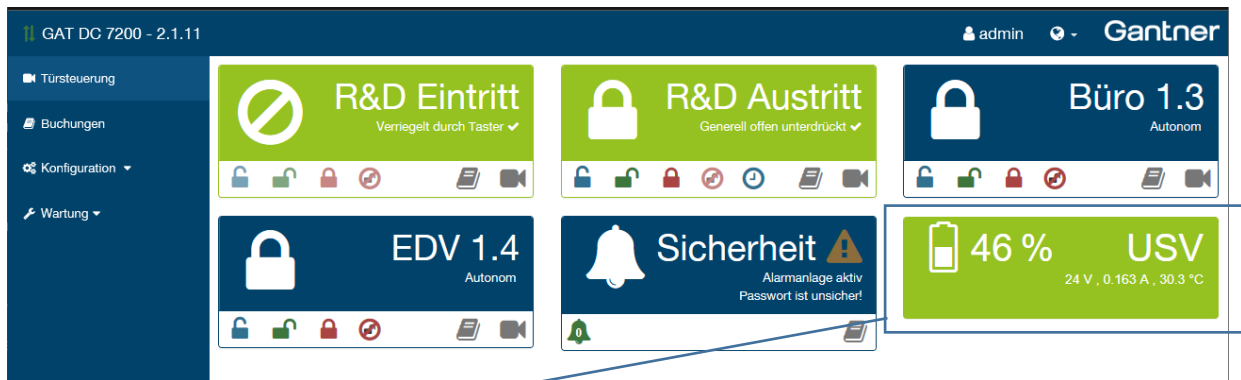 GAT DC 7200 - 2.1.11
admin
Gantner
Türsteuerung
Buchungen
Konfiguration
Wartung
R&D Eintritt
Verriegelt durch Taster
R&D Austritt
Generell offen unterdrückt
Büro 1.3
Autonom
EDV 1.4
Autonom
Sicherheit
Alarmanlage aktiv
Passwort ist unsicher!
0
46 %
USV
24 V , 0.163 A , 30.3 °C